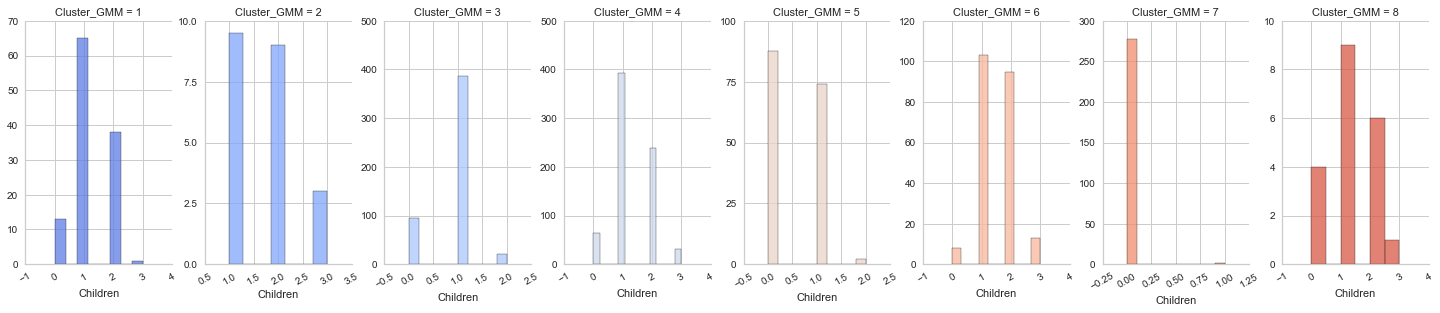 Cluster_GMM = 1
70
60
50
40
30
20
10
0
−1 0 1 2 3 4
Children
Cluster_GMM = 2
10.0
7.5
5.0
2.5
0.0
0.5 1.0 1.5 2.0 2.5 3.0 3.5
Children
Cluster_GMM = 3
500
400
300
200
100
0
−0.5 0.0 0.5 1.0 1.5 2.0 2.5
Children
Cluster_GMM = 4
500
400
300
200
100
0
−1 0 1 2 3 4
Children
Cluster_GMM = 5
100
75
50
25
0
−0.5 0.0 0.5 1.0 1.5 2.0 2.5
Children
Cluster_GMM = 6
120
100
80
60
40
20
0
−1 0 1 2 3 4
Children
Cluster_GMM = 7
300
250
200
150
100
50
0
−0.25 0.00 0.25 0.50 0.75 1.00 1.25
Children
Cluster_GMM = 8
10
8
6
4
2
0
−1 0 1 2 3 4
Children